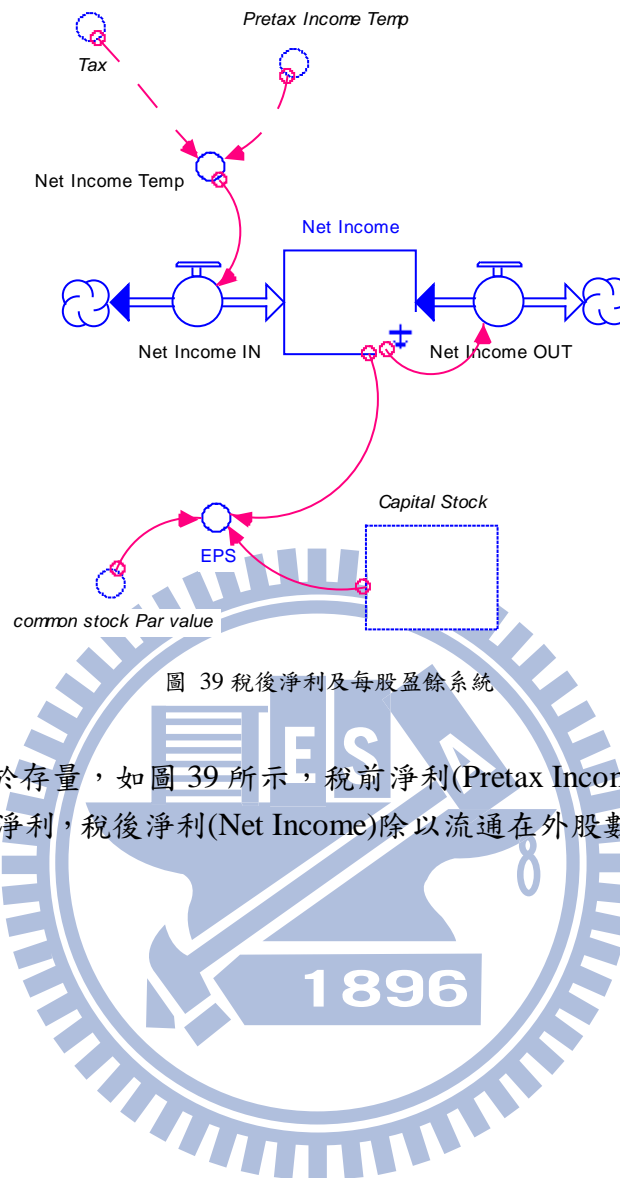 Pretax Income Temp
Tax
Net Income Temp
Net Income
Net Income IN
Net Income OUT
Capital Stock
EPS
common stock Par value
圖 39 稅後淨利及每股盈餘系統
於存量，如圖 39 所示，稅前淨利(Pretax Incom
淨利，稅後淨利(Net Income)除以流通在外股數
E S A
8
1896